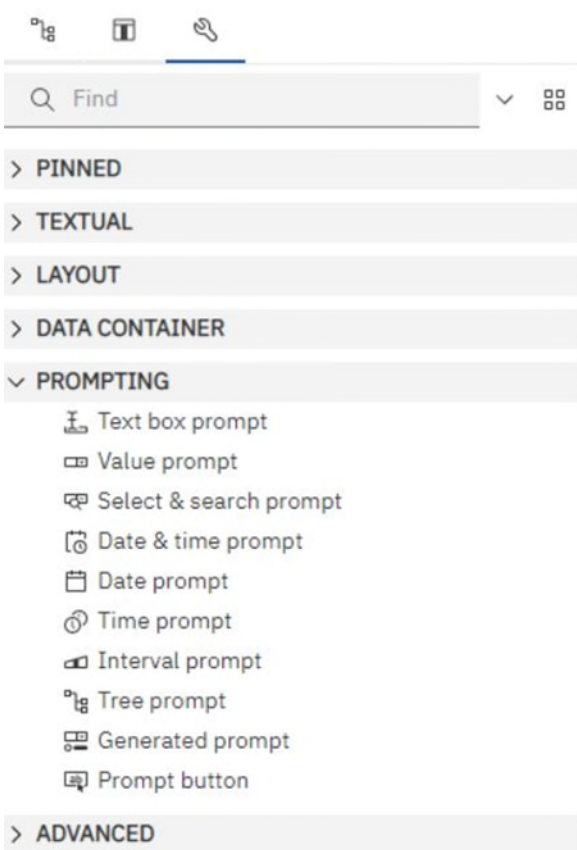 Find
PINNED
TEXTUAL
LAYOUT
DATA CONTAINER
PROMPTING
Text box prompt
Value prompt
Select & search prompt
Date & time prompt
Date prompt
Time prompt
Interval prompt
Tree prompt
Generated prompt
Prompt button
ADVANCED